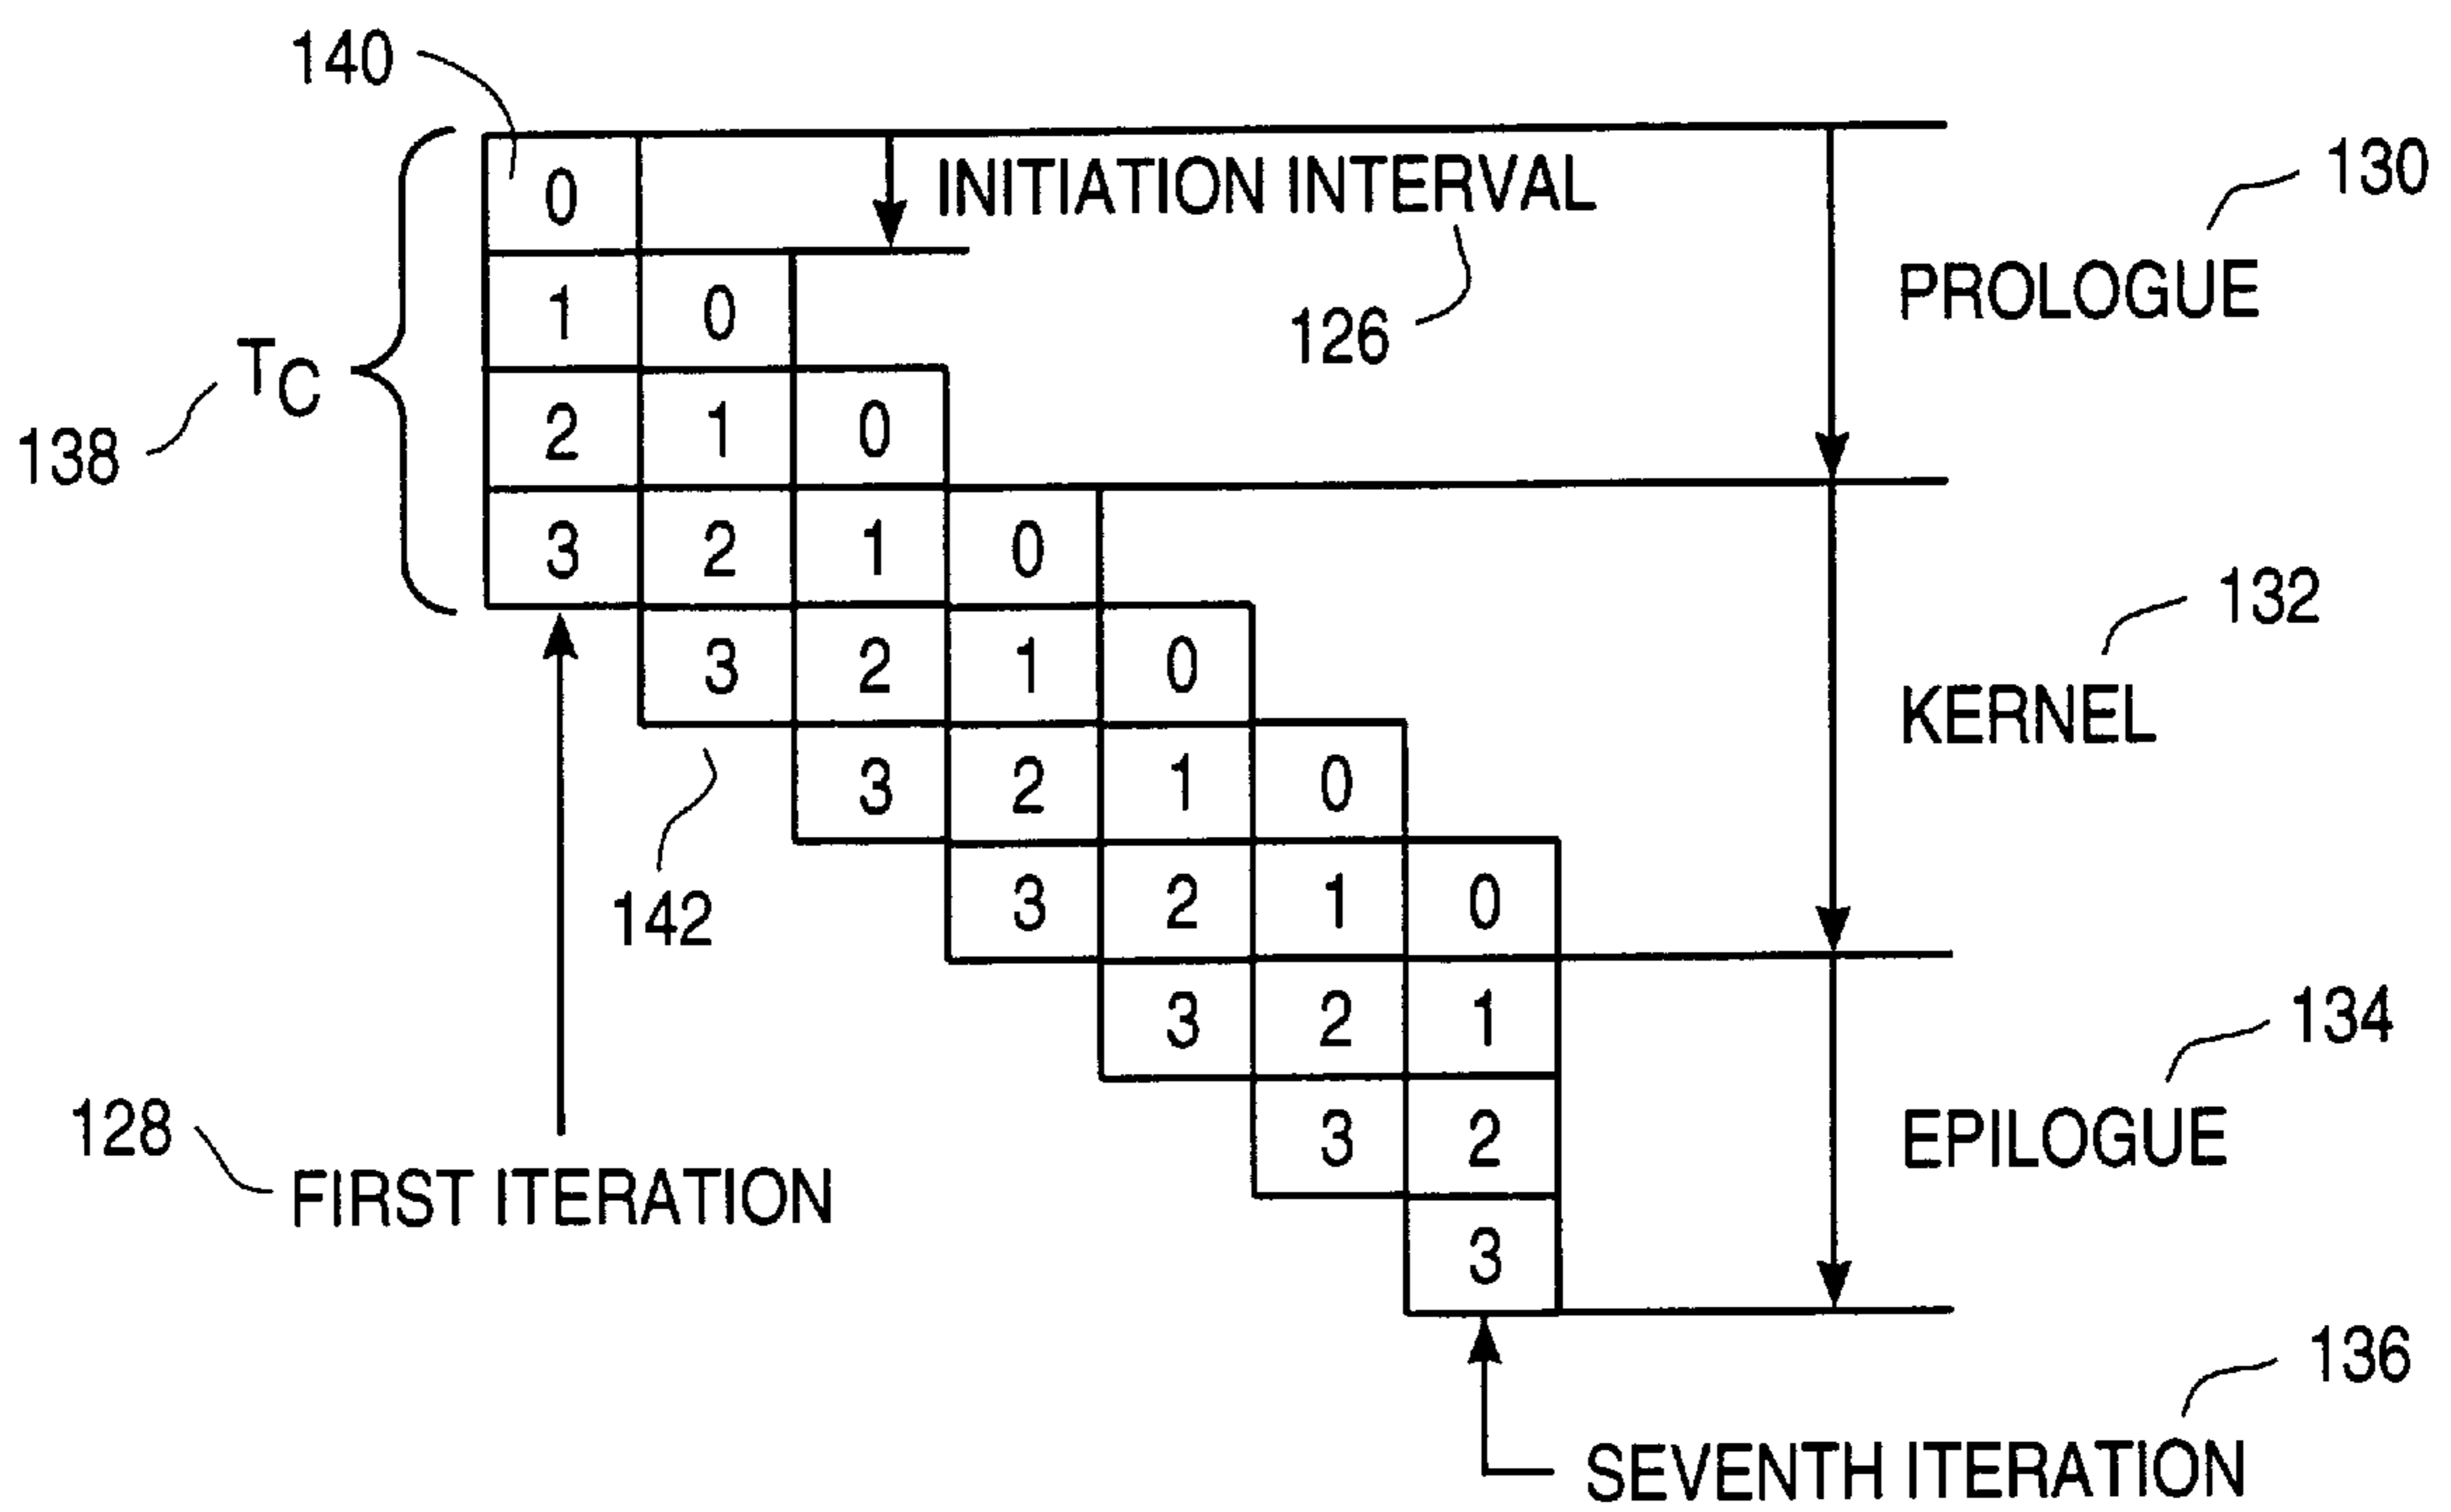 140
0
INITIATION INTERVAL
130
1 0
126
PROLOGUE
T C
138
2 1 0
3 2 1 0
132
3 2 1 0
KERNEL
3 2 1 0
142
3 2 1 0
3 2 1
134
128
3 2
EPILOGUE
FIRST ITERATION
3
136
SEVENTH ITERATION